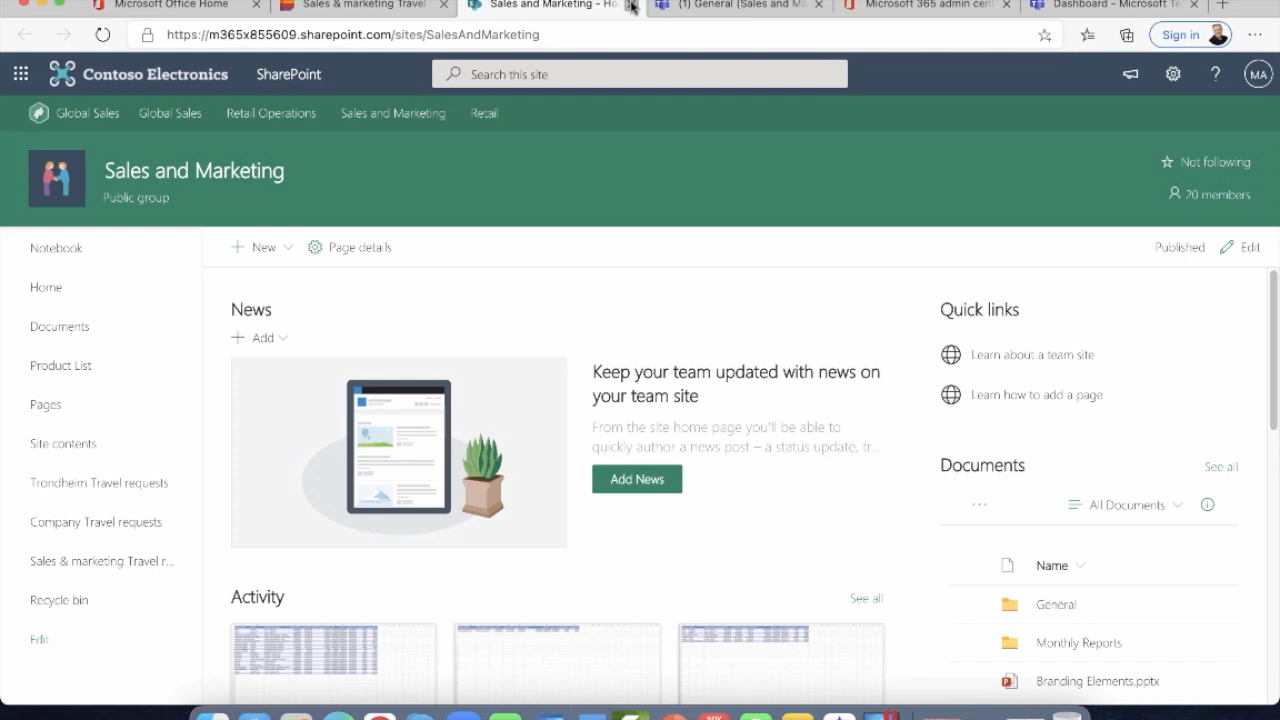 Microsoft Office Home
Sales & marketing Travel
Sales and Marketing - Ho
(1) General (Sales and Ma
Microsoft 365 admin cent
Dashboard - Microsoft Te
https://m365x855609.sharepoint.com/sites/SalesAndMarketing
Sign in
Contoso Electronics
SharePoint
Search this site
?
MA
Global Sales
Global Sales
Retail Operations
Sales and Marketing
Retail
Sales and Marketing
Public group
Not following
20 members
Notebook
Home
Documents
Product List
Pages
Site contents
Trondheim Travel requests
Company Travel requests
Sales & marketing Travel r...
Recycle bin
Edit
New
Page details
Published
Edit
News
Add
Keep your team updated with news on
your team site
From the site home page you'll be able to
quickly author a news post – a status update, tr...
Add News
Activity
See all
Quick links
Learn about a team site
Learn how to add a page
Documents
See all
...
All Documents
Name
General
Monthly Reports
Branding Elements.pptx